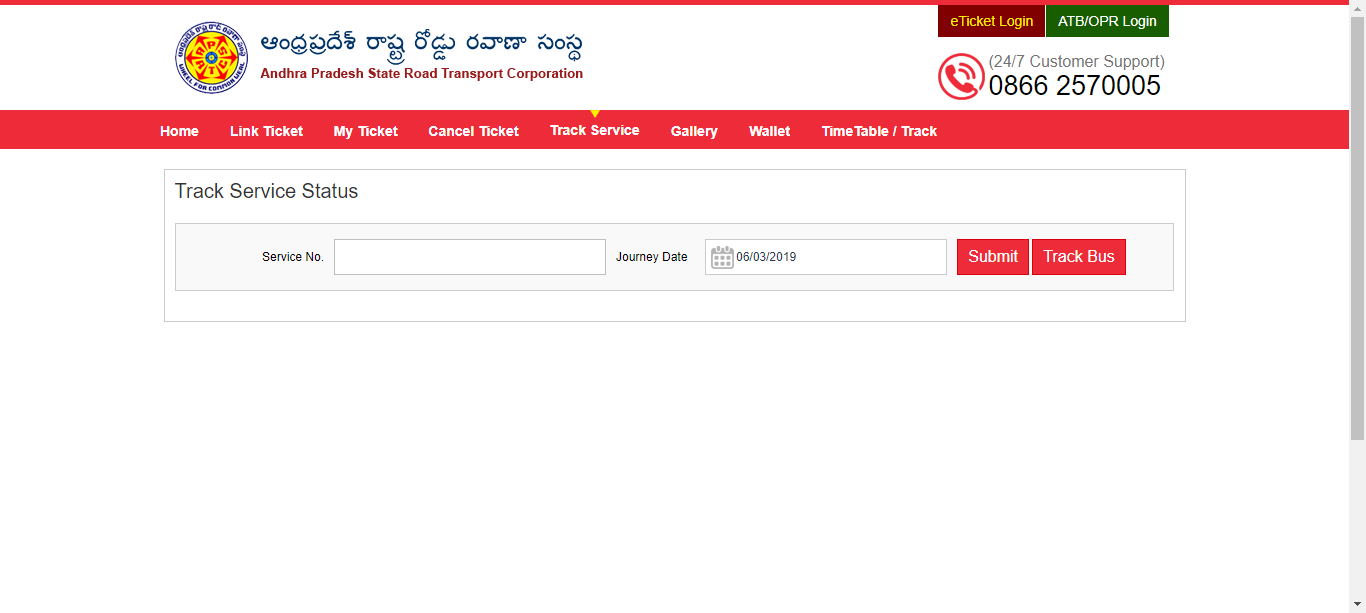 eTicket Login ATB/OPR Login
ఆంధ్రప్రదేశ్ రాష్ట్ర రోడ్డు రవాణా సంస్థ
Andhra Pradesh State Road Transport Corporation
(24/7 Customer Support)
0866 2570005
Home Link Ticket My Ticket Cancel Ticket Track Service Gallery Wallet TimeTable / Track
Track Service Status
Service No. Journey Date 06/03/2019 Submit Track Bus